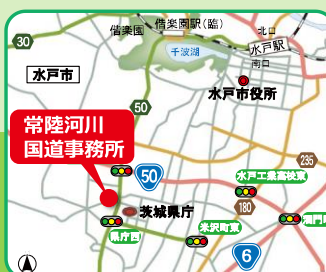 偕楽園駅(臨)
偕楽園
北口
水戸駅
南口
30
千波湖
水戸市
50
水戸市役所
常陸河川
国道事務所
235
50
水戸工業高校東
180
茨城県庁
県庁西
米沢町東
6